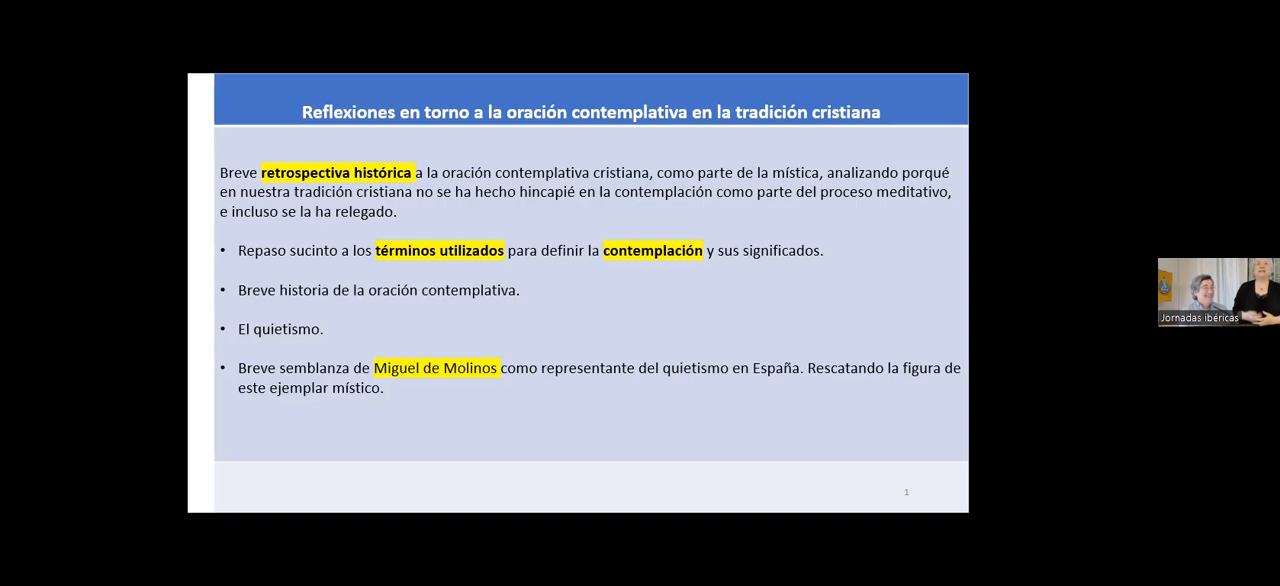 Reflexiones en torno a la oración contemplativa en la tradición cristiana
Breve retrospectiva histórica a la oración contemplativa cristiana, como parte de la mística, analizando porqué
en nuestra tradición cristiana no se ha hecho hincapié en la contemplación como parte del proceso meditativo,
e incluso se la ha relegado.
• Repaso sucinto a los términos utilizados para definir la contemplación y sus significados.
• Breve historia de la oración contemplativa.
• El quietismo.
• Breve semblanza de Miguel de Molinos como representante del quietismo en España. Rescatando la figura de
este ejemplar místico.
1
Jornadas ibéricas